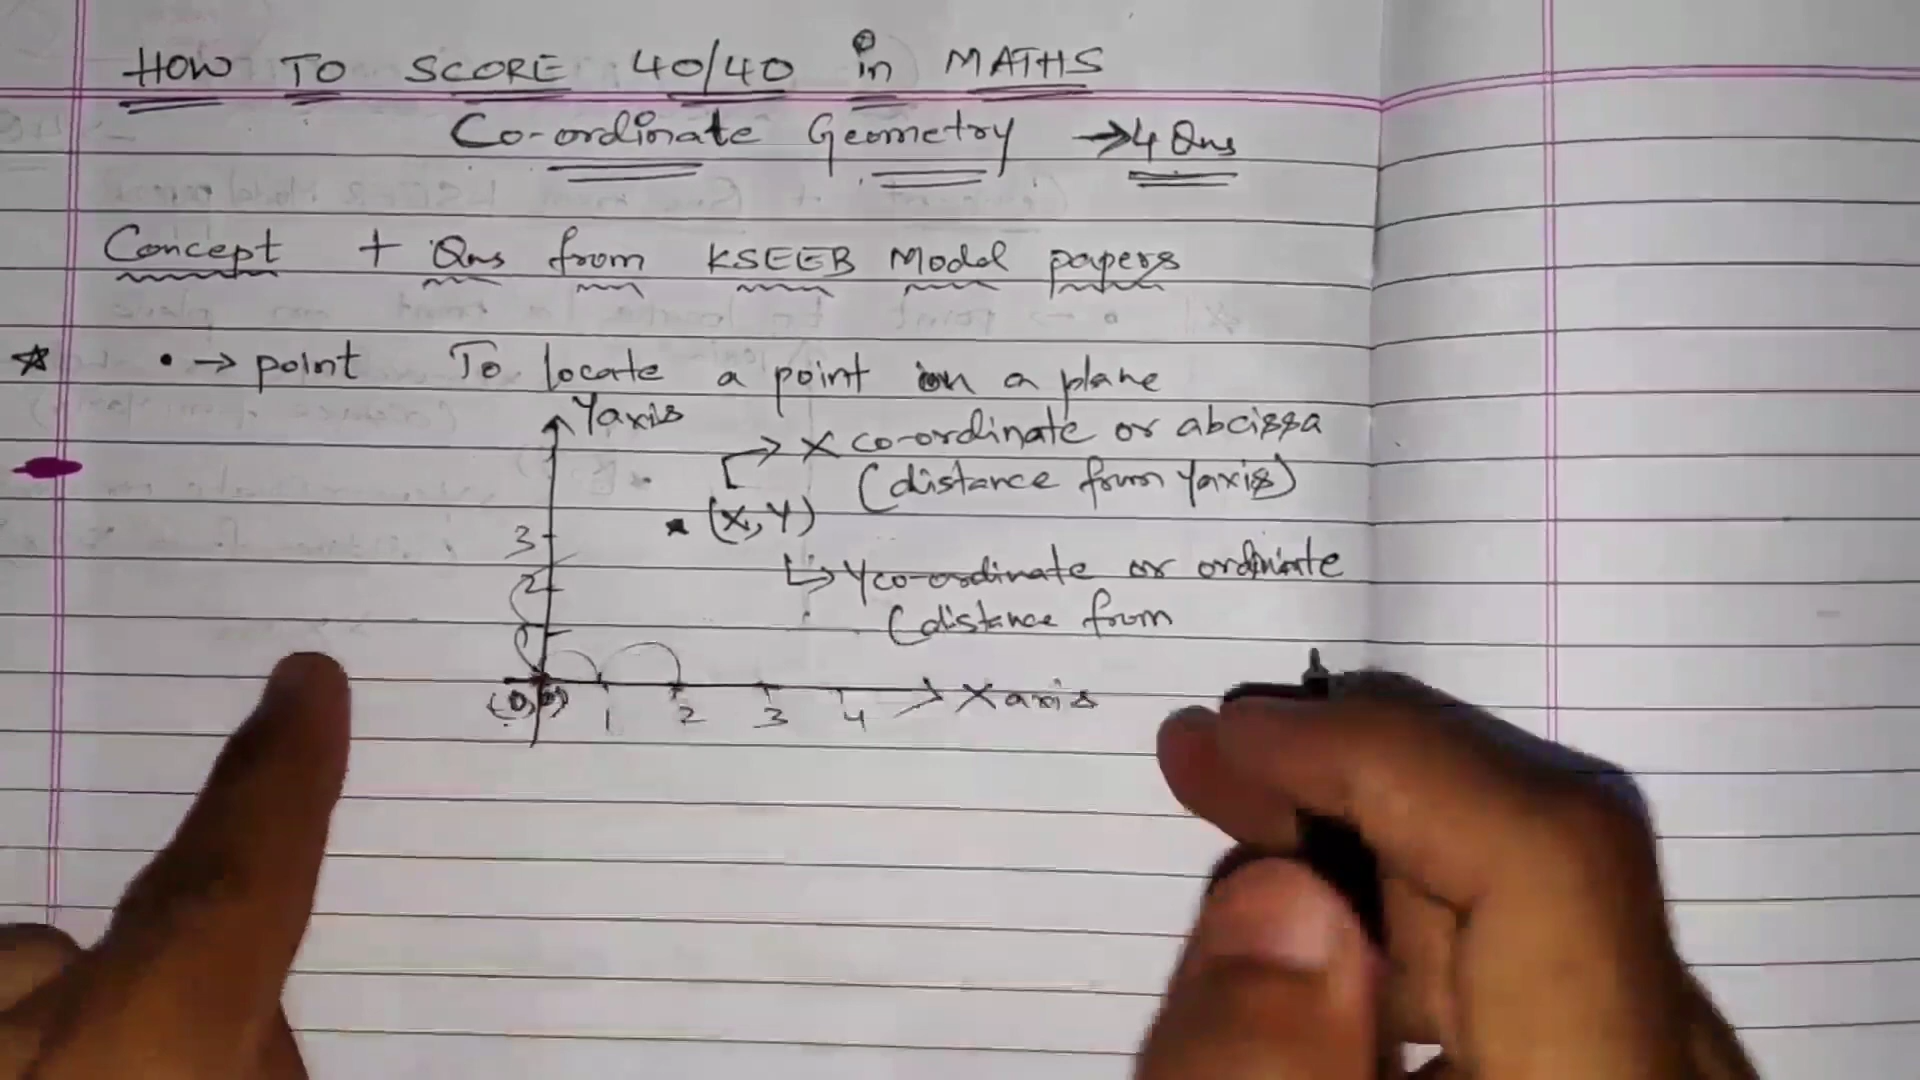 HOW TO SCORE 40/40 in MATHS
Co-ordinate Geometry → 4 Qns
Concept + Qns from KSEEB Model papers
• → point To locate a point on a plane
Y axis
X co-ordinate or abcissa
(distance from Y axis)
(X, Y)
3
Y co-ordinate or ordinate
2
(distance from
(0,0) 1 2 3 4 X axis